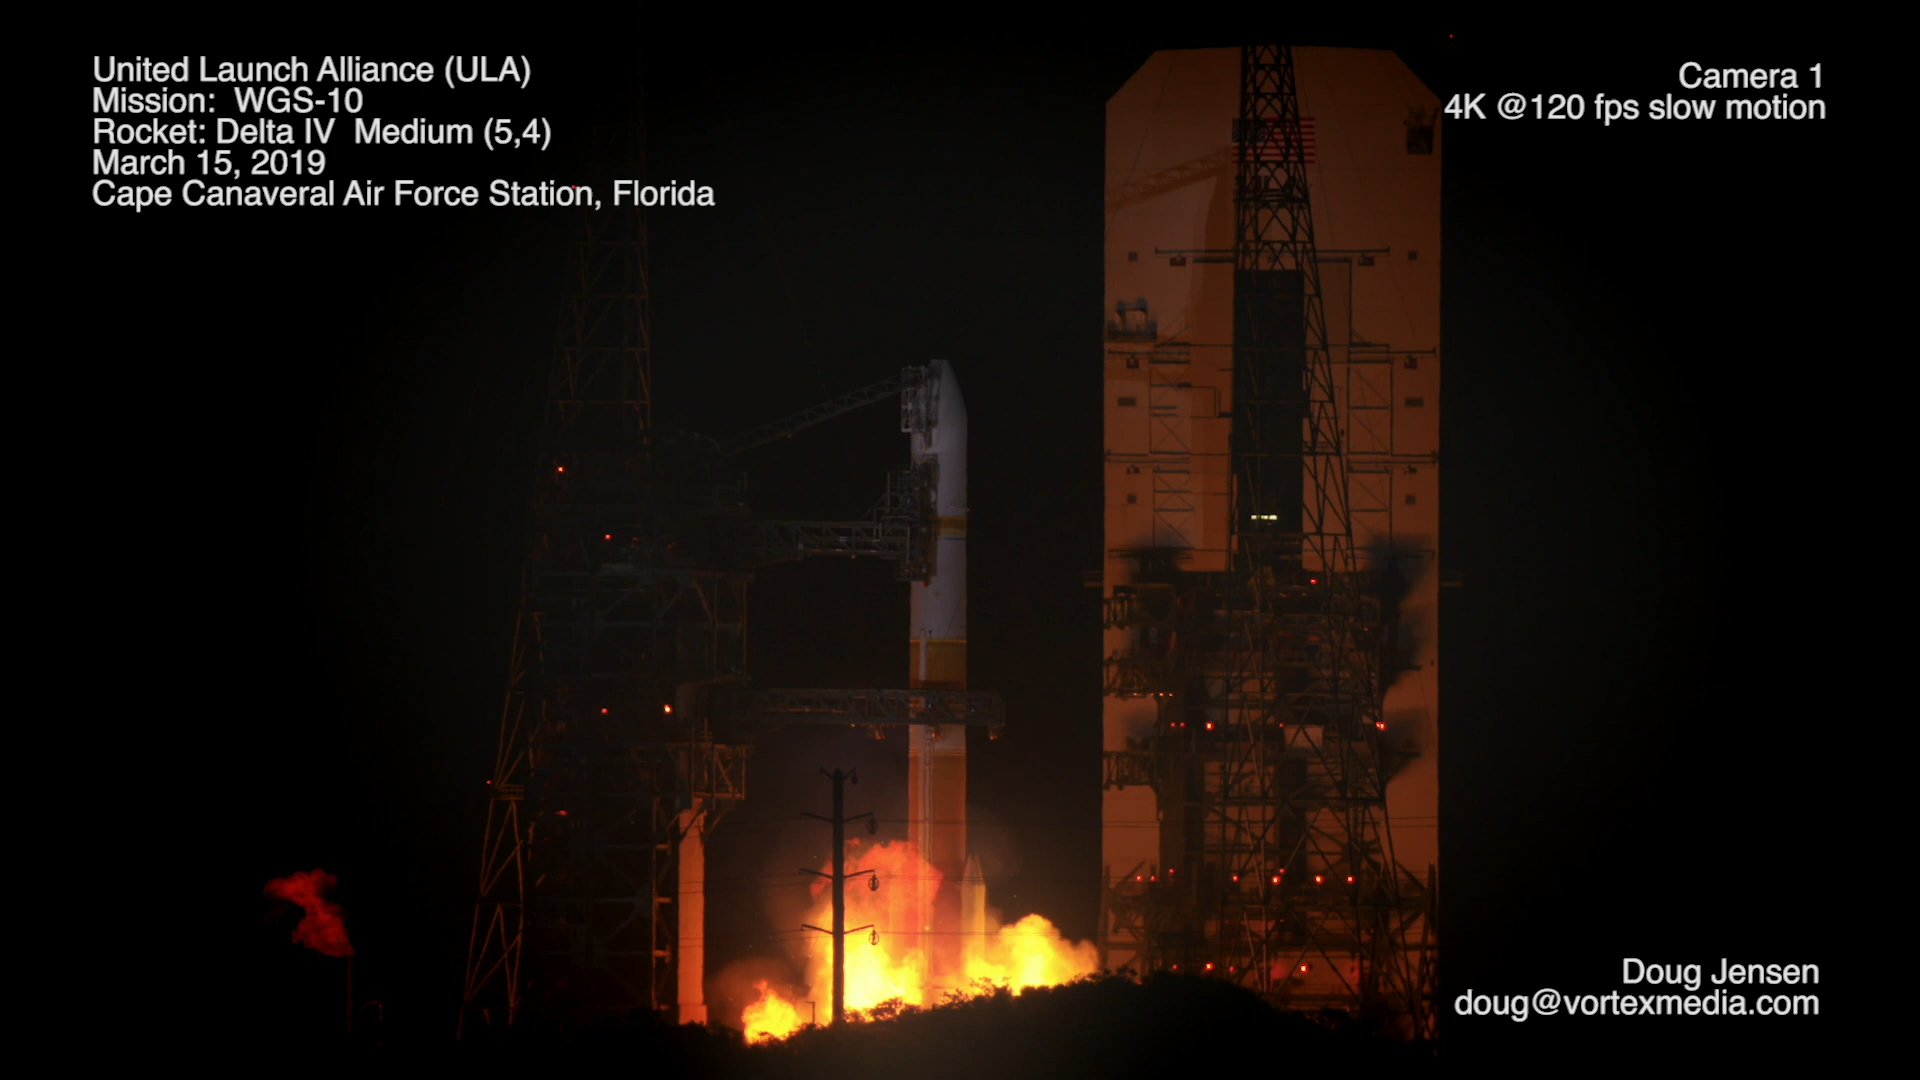 United Launch Alliance (ULA)
Mission:  WGS-10
Rocket: Delta IV  Medium (5,4)
March 15, 2019
Cape Canaveral Air Force Station, Florida
Camera 1
4K @120 fps slow motion
Doug Jensen
doug@vortexmedia.com